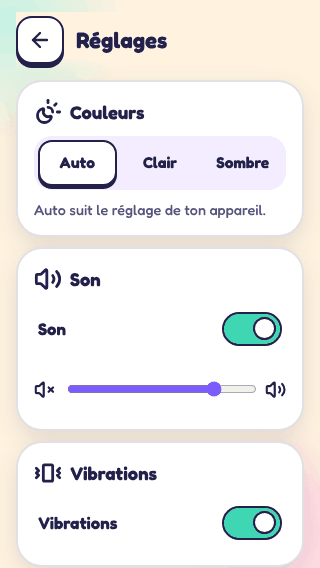 Réglages
Couleurs
Auto Clair Sombre
Auto suit le réglage de ton appareil.
Son
Son
Vibrations
Vibrations